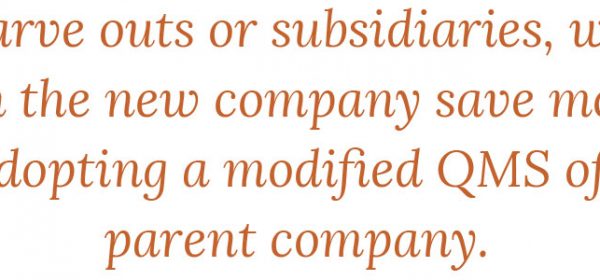 arve outs or subsidiaries, w
the new company save mo
dopting a modified QMS of
parent company.